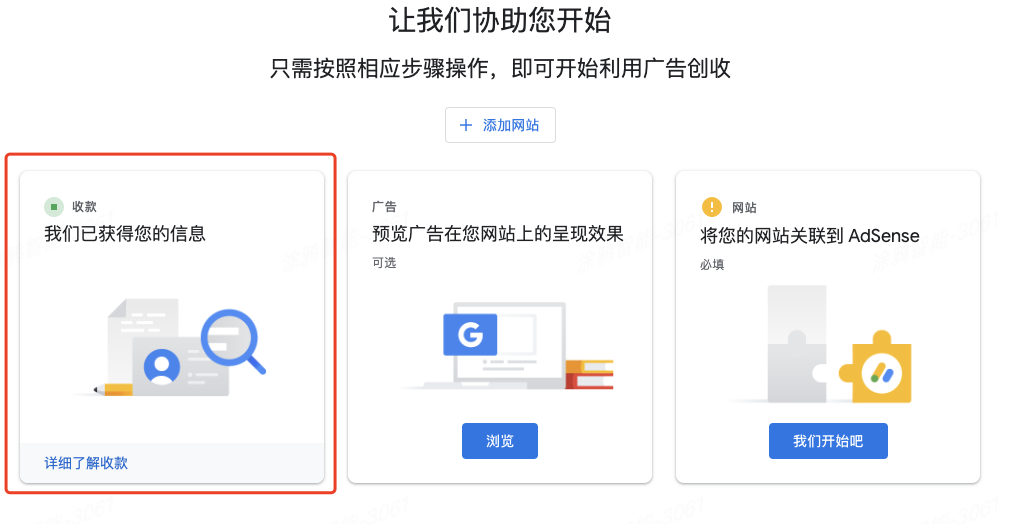 让我们协助您开始
只需按照相应步骤操作，即可开始利用广告创收
+ 添加网站
收款
我们已获得您的信息
详细了解收款
广告
预览广告在您网站上的呈现效果
可选
G
浏览
! 网站
将您的网站关联到 AdSense
必填
我们开始吧